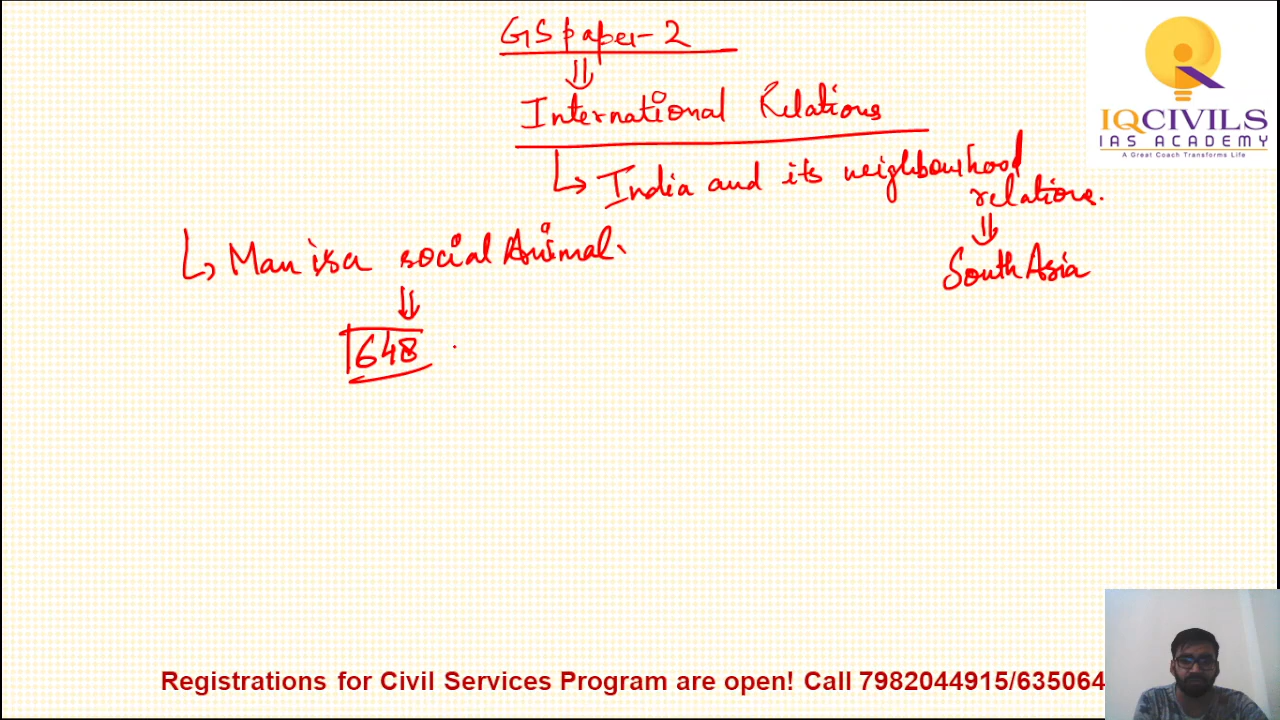 GS paper-2
International Relations
India and its neighbourhood
relations.
South Asia
Man is a social Animal.
1648
IQCIVILS
IAS ACADEMY
A Great Coach Transforms Life
Registrations for Civil Services Program are open! Call 7982044915/635064